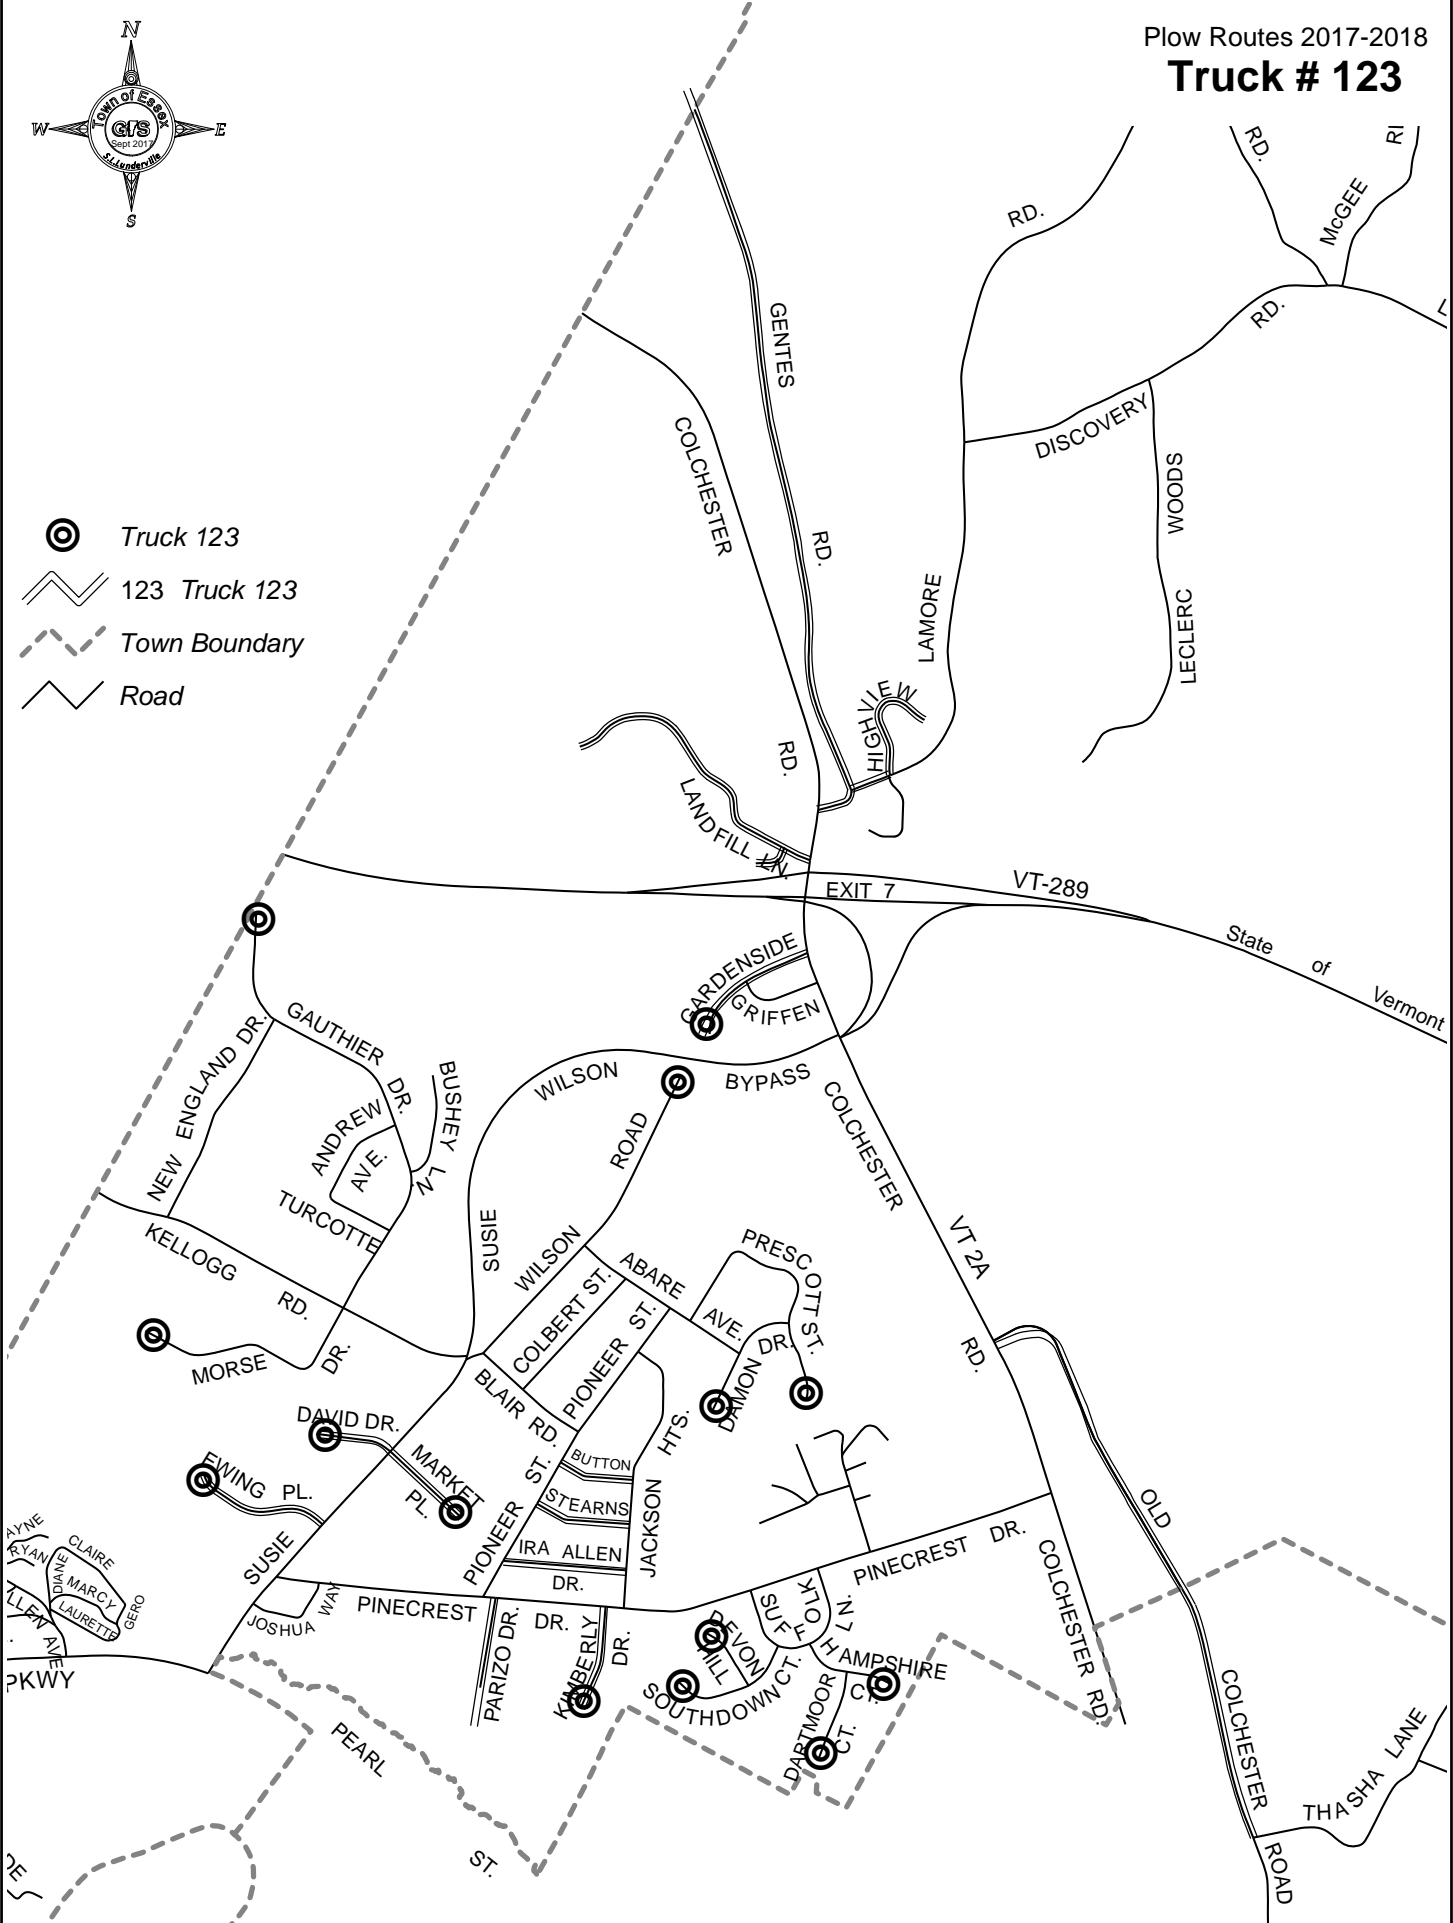 Plow Routes 2017-2018
Truck # 123
N
W
E
S
Town of Essex
GIS
Sept 2017
S.L.Lunderville
Truck 123
123 Truck 123
Town Boundary
Road
RD.
McGEE
RD.
RD.
GENTES
RD.
COLCHESTER
RD.
DISCOVERY
WOODS
LECLERC
LAMORE
HIGHVIEW
LANDFILL LN.
EXIT 7
VT-289
State of Vermont
GARDENSIDE
GRIFFEN
GAUTHIER
DR.
NEW ENGLAND DR.
BUSHEY LN.
ANDREW
AVE.
TURCOTTE
WILSON
BYPASS
COLCHESTER
ROAD
SUSIE
WILSON
KELLOGG
RD.
ABARE
AVE.
PRESCOTT ST.
VT 2A
RD.
COLBERT ST.
PIONEER ST.
DR.
DAMON
MORSE
DR.
BLAIR RD.
HTS.
DAVID DR.
MARKET
PL.
EWING PL.
BUTTON
ST.
STEARNS
PIONEER
JACKSON
IRA ALLEN
DR.
SUSIE
OLD
PINECREST DR.
COLCHESTER RD.
AYNE
RYAN
CLAIRE
DIANE
MARCY
LAURETTE
GERO
LLEN AVE
PKWY
JOSHUA
WAY
PINECREST
DR.
PARIZO DR.
KIMBERLY
DR.
SUFFOLK
LN.
DEVON
HILL
SOUTHDOWN CT.
HAMPSHIRE
CT.
DARTMOOR
CT.
PEARL
ST.
COLCHESTER
THASHA LANE
ROAD